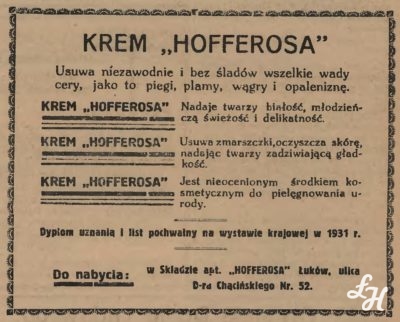 KREM „HOFFEROSA"
Usuwa niezawodnie i bez śladów wszelkie wady
cery, jako to piegi, plamy, wągry i opaleniznę.
KREM „HOFFEROSA" Nadaje twarzy białość, młodzień-
czą świeżość i delikatność.
KREM „HOFFEROSA" Usuwa zmarszczki,oczyszcza skórę,
nadając twarzy zadziwiającą gład-
kość.
KREM „HOFFEROSA" Jest nieocenionym środkiem ko-
smetycznym do pielęgnowania u-
rody.
Dyplom uznania i list pochwalny na wystawie krajowej w 1931 r.
Do nabycia: w Składzie apt. „HOFFEROSA" Łuków, ulica
D-ra Chącińskiego Nr. 52.
ŁH